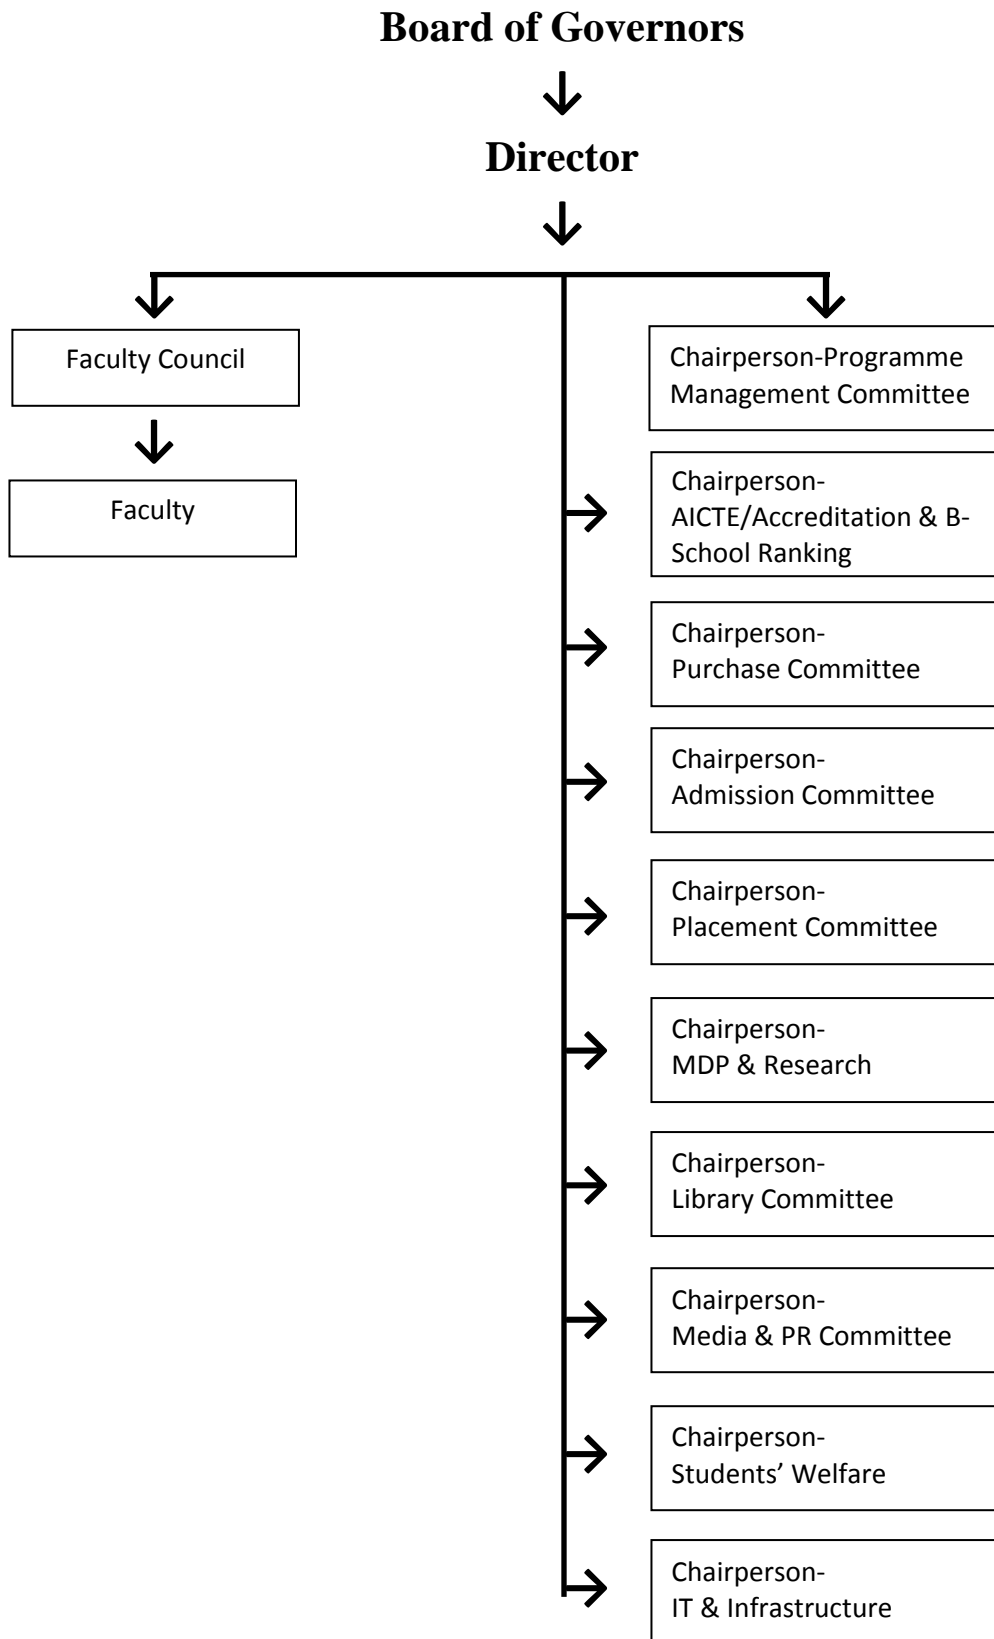 Board of Governors
Director
Faculty Council
Faculty
Chairperson-Programme
Management Committee
Chairperson-
AICTE/Accreditation & B-
School Ranking
Chairperson-
Purchase Committee
Chairperson-
Admission Committee
Chairperson-
Placement Committee
Chairperson-
MDP & Research
Chairperson-
Library Committee
Chairperson-
Media & PR Committee
Chairperson-
Students’ Welfare
Chairperson-
IT & Infrastructure